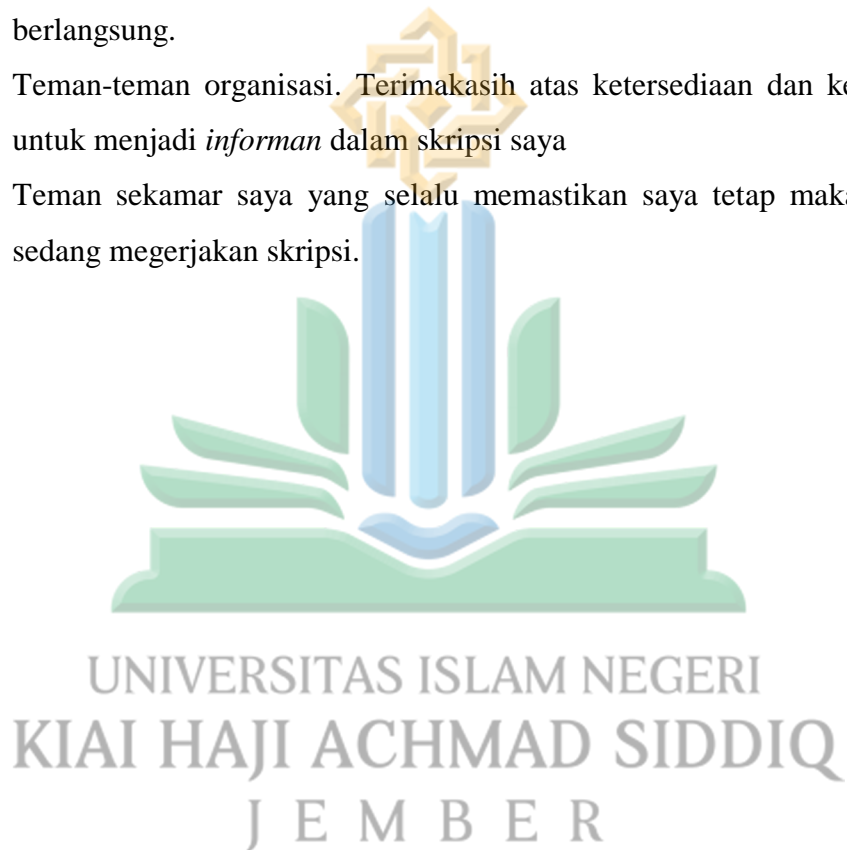 berlangsung.
Teman-teman organisasi. Terimakasih atas ketersediaan dan ke
untuk menjadi informan dalam skripsi saya
Teman sekamar saya yang selalu memastikan saya tetap maka
sedang megerjakan skripsi.
UNIVERSITAS ISLAM NEGERI
KIAI HAJI ACHMAD SIDDIQ
JEMBER